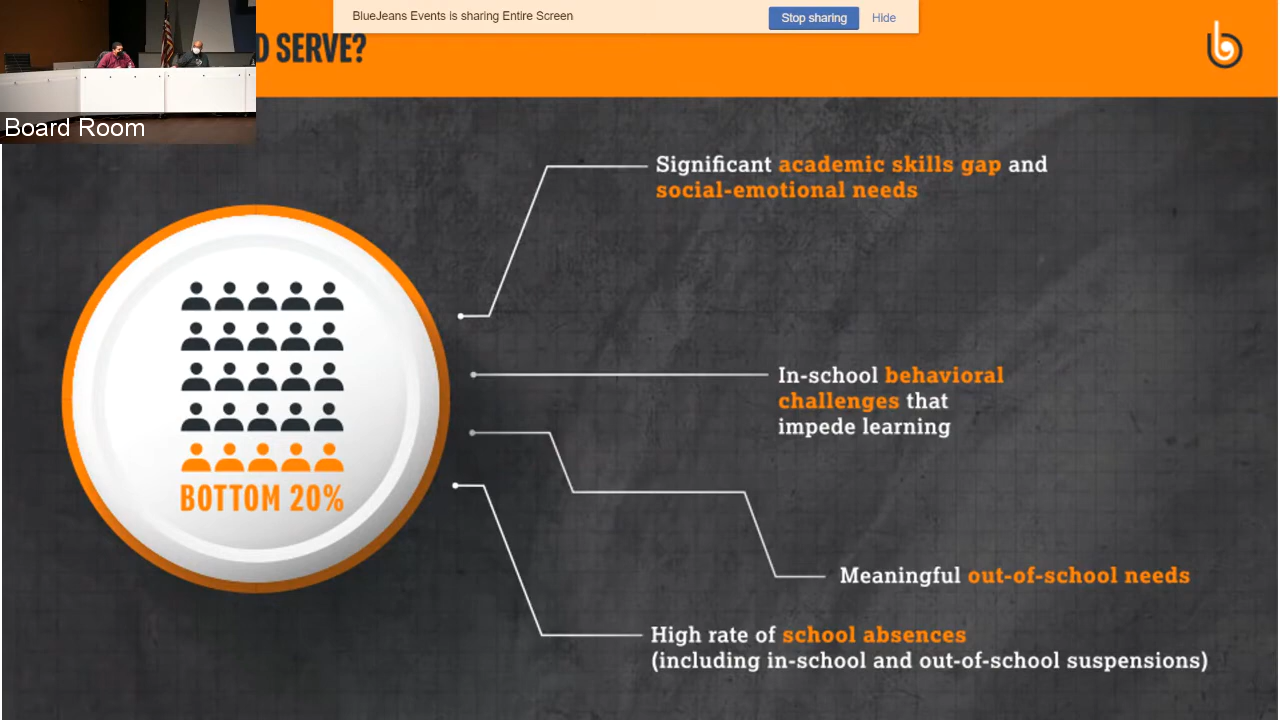 BlueJeans Events is sharing Entire Screen
Stop sharing
Hide
SERVE?
Board Room
Significant academic skills gap and
social-emotional needs
In-school behavioral
challenges that
impede learning
BOTTOM 20%
Meaningful out-of-school needs
High rate of school absences
(including in-school and out-of-school suspensions)